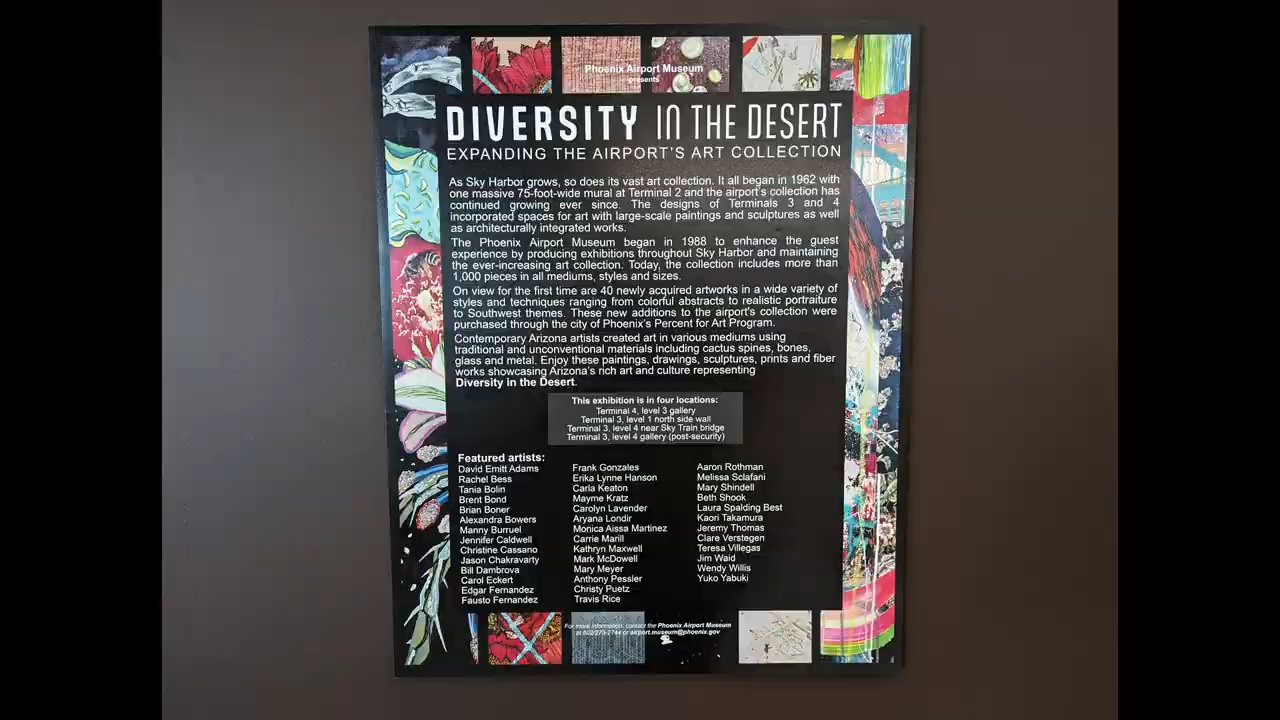 Phoenix Airport Museum
presents
DIVERSITY IN THE DESERT
EXPANDING THE AIRPORT'S ART COLLECTION
As Sky Harbor grows, so does its vast art collection. It all began in 1962 with
one massive 75-foot-wide mural at Terminal 2 and the airport's collection has
continued growing ever since. The designs of Terminals 3 and 4
incorporated spaces for art with large-scale paintings and sculptures as well
as architecturally integrated works.
The Phoenix Airport Museum began in 1988 to enhance the guest
experience by producing exhibitions throughout Sky Harbor and maintaining
the ever-increasing art collection. Today, the collection includes more than
1,000 pieces in all mediums, styles and sizes.
On view for the first time are 40 newly acquired artworks in a wide variety of
styles and techniques ranging from colorful abstracts to realistic portraiture
to Southwest themes. These new additions to the airport's collection were
purchased through the city of Phoenix's Percent for Art Program.
Contemporary Arizona artists created art in various mediums using
traditional and unconventional materials including cactus spines, bones,
glass and metal. Enjoy these paintings, drawings, sculptures, prints and fiber
works showcasing Arizona's rich art and culture representing
Diversity in the Desert.
This exhibition is in four locations:
Terminal 4, level 3 gallery
Terminal 3, level 1 north side wall
Terminal 3, level 4 near Sky Train bridge
Terminal 3, level 4 gallery (post-security)
Featured artists:
David Emitt Adams
Rachel Bess
Tania Bolin
Brent Bond
Brian Boner
Alexandra Bowers
Manny Burruel
Jennifer Caldwell
Christine Cassano
Jason Chakravarty
Bill Dambrova
Carol Eckert
Edgar Fernandez
Fausto Fernandez
Frank Gonzales
Erika Lynne Hanson
Carla Keaton
Mayme Kratz
Carolyn Lavender
Aryana Londir
Monica Aissa Martinez
Carrie Marill
Kathryn Maxwell
Mark McDowell
Mary Meyer
Anthony Pessler
Christy Puetz
Travis Rice
Aaron Rothman
Melissa Sclafani
Mary Shindell
Beth Shook
Laura Spalding Best
Kaori Takamura
Jeremy Thomas
Clare Verstegen
Teresa Villegas
Jim Waid
Wendy Willis
Yuko Yabuki
For more information, contact the Phoenix Airport Museum
at 602/273-2744 or airport.museum@phoenix.gov